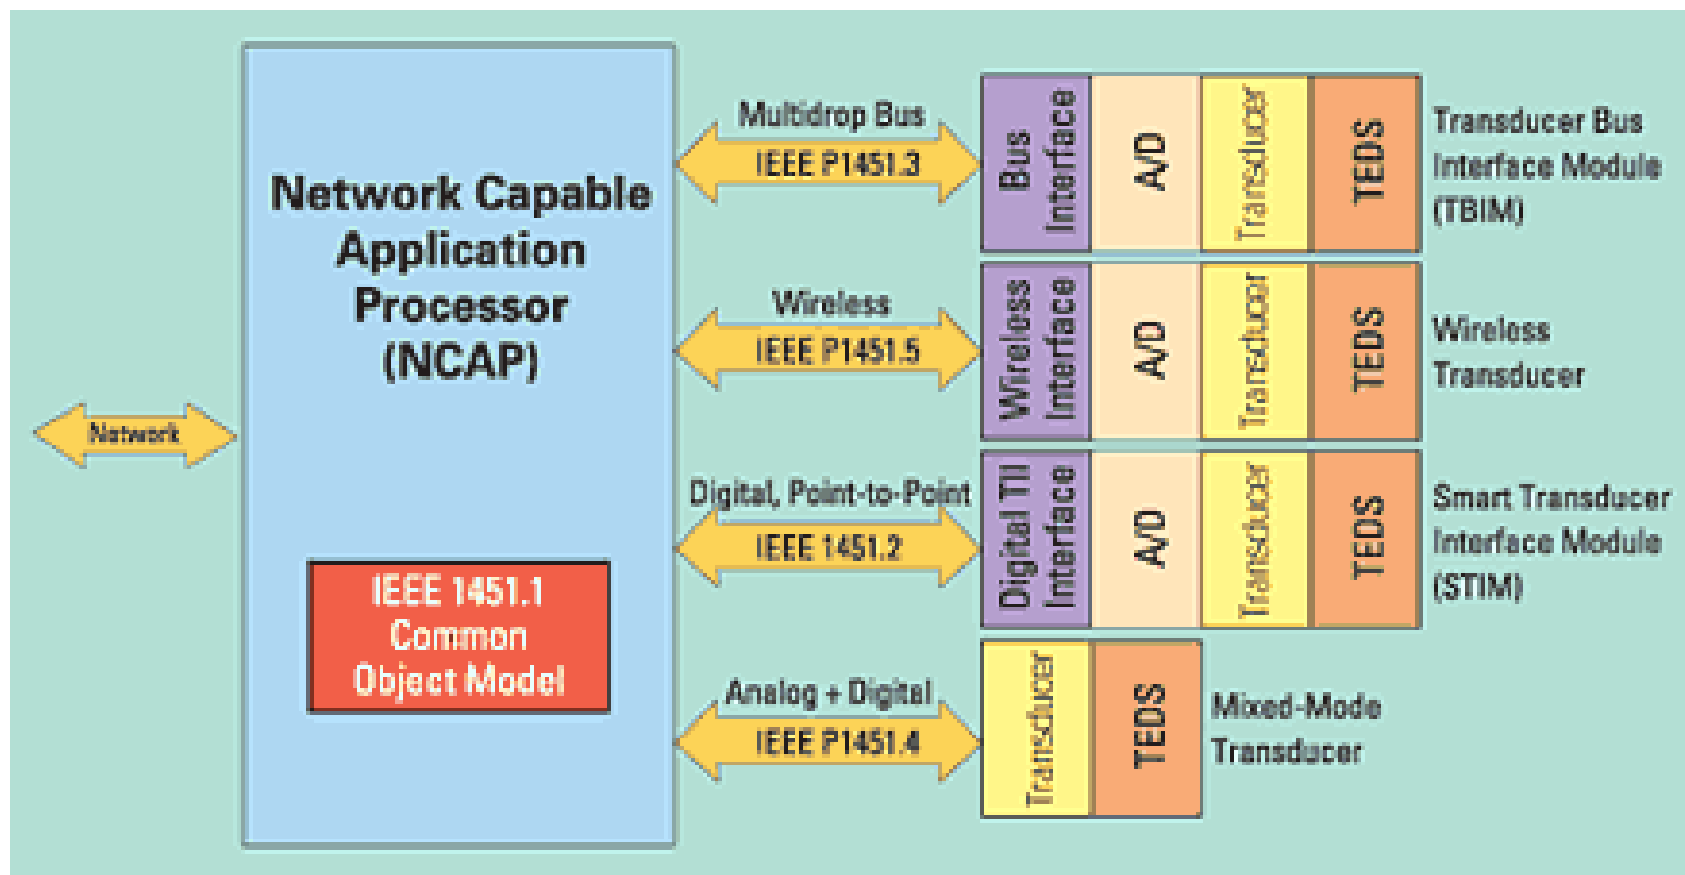 Network
Network Capable
Application
Processor
(NCAP)
IEEE 1451.1
Common
Object Model
Multidrop Bus
IEEE P1451.3
Bus
Interface
A/D
Transducer
TEDS
Transducer Bus
Interface Module
(TBIM)
Wireless
IEEE P1451.5
Wireless
Interface
A/D
Transducer
TEDS
Wireless
Transducer
Digital, Point-to-Point
IEEE 1451.2
Digital TII
Interface
A/D
Transducer
TEDS
Smart Transducer
Interface Module
(STIM)
Analog + Digital
IEEE P1451.4
Transducer
TEDS
Mixed-Mode
Transducer